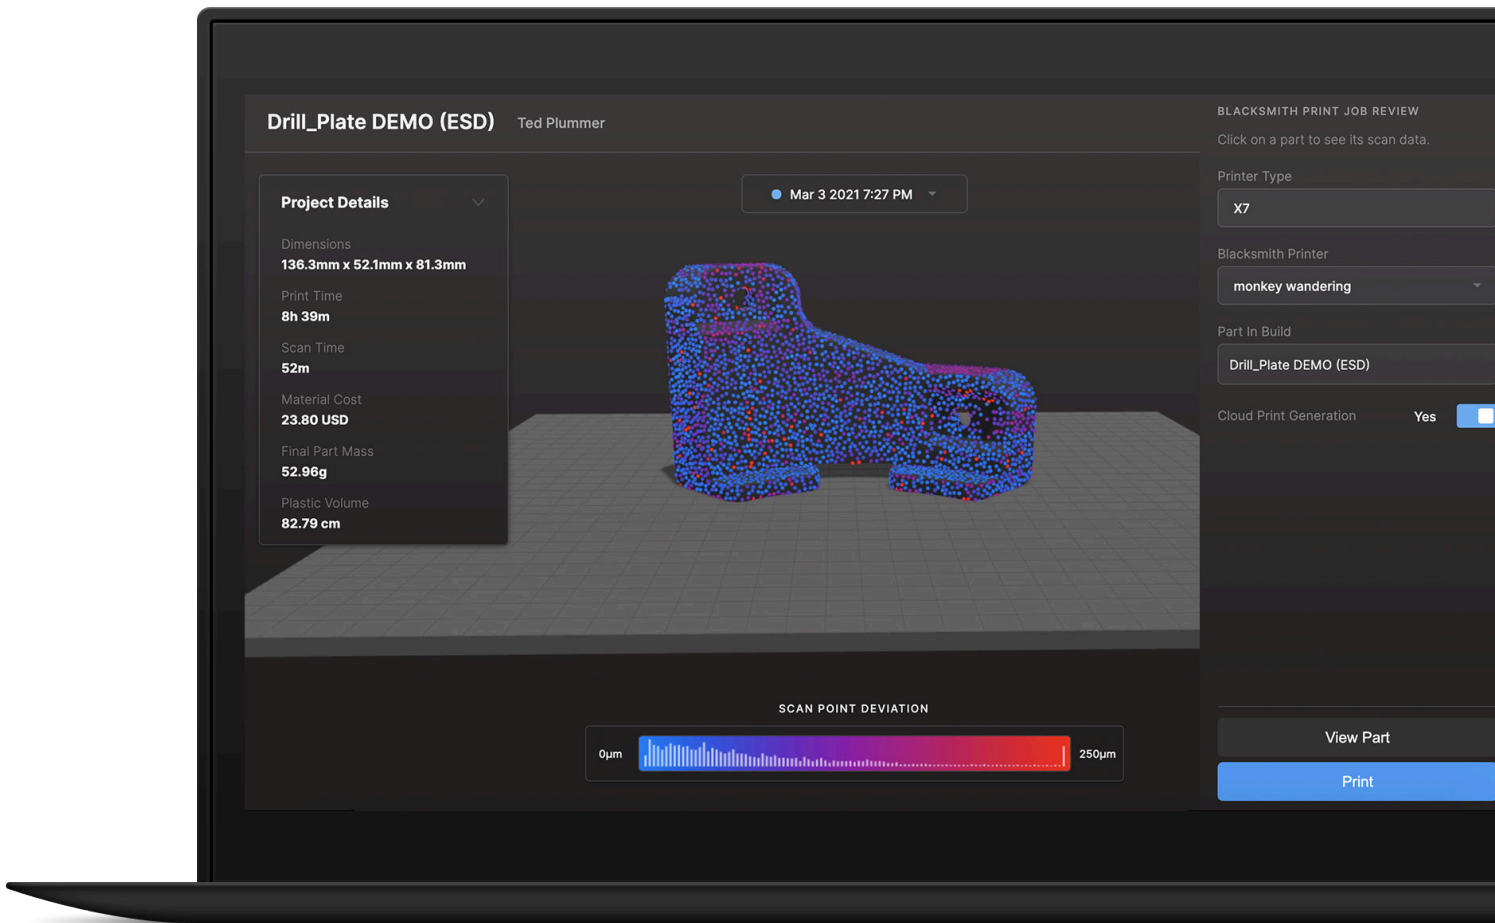 Drill_Plate DEMO (ESD) Ted Plummer
Project Details
Dimensions
136.3mm x 52.1mm x 81.3mm
Print Time
8h 39m
Scan Time
52m
Material Cost
23.80 USD
Final Part Mass
52.96g
Plastic Volume
82.79 cm
Mar 3 2021 7:27 PM
SCAN POINT DEVIATION
0μm 250μm
BLACKSMITH PRINT JOB REVIEW
Click on a part to see its scan data.
Printer Type
X7
Blacksmith Printer
monkey wandering
Part In Build
Drill_Plate DEMO (ESD)
Cloud Print Generation Yes
View Part
Print